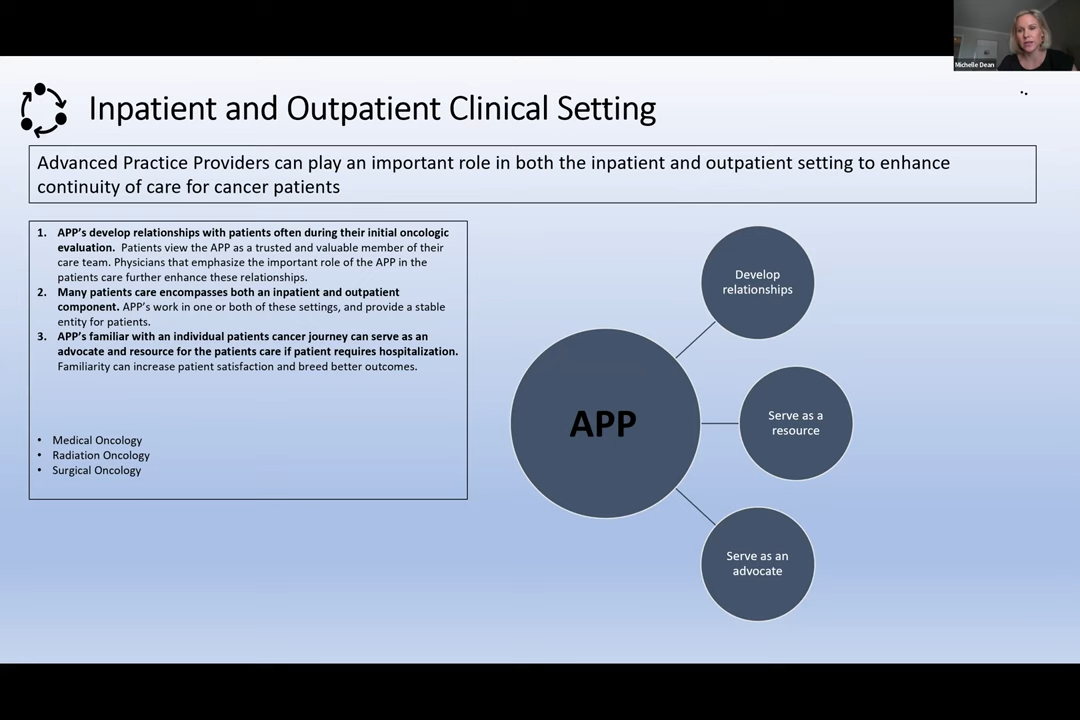 Michelle Dean
Inpatient and Outpatient Clinical Setting
Advanced Practice Providers can play an important role in both the inpatient and outpatient setting to enhance
continuity of care for cancer patients
1. APP's develop relationships with patients often during their initial oncologic
evaluation. Patients view the APP as a trusted and valuable member of their
care team. Physicians that emphasize the important role of the APP in the
patients care further enhance these relationships.
2. Many patients care encompasses both an inpatient and outpatient
component. APP's work in one or both of these settings, and provide a stable
entity for patients.
3. APP's familiar with an individual patients cancer journey can serve as an
advocate and resource for the patients care if patient requires hospitalization.
Familiarity can increase patient satisfaction and breed better outcomes.
• Medical Oncology
• Radiation Oncology
• Surgical Oncology
APP
Develop
relationships
Serve as a
resource
Serve as an
advocate